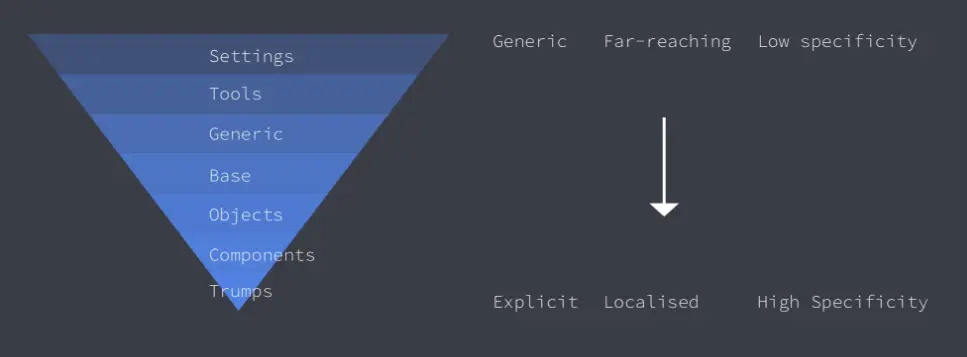 Settings
Tools
Generic
Base
Objects
Components
Trumps
Generic Far-reaching Low specificity
Explicit Localised High Specificity